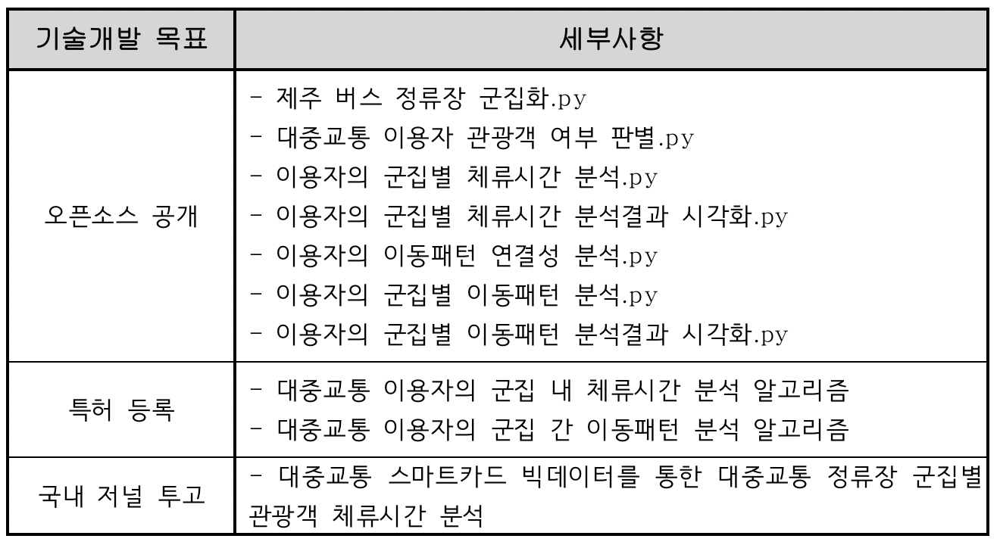 기술개발 목표 세부사항
오픈소스 공개
- 제주 버스 정류장 군집화.py
- 대중교통 이용자 관광객 여부 판별.py
- 이용자의 군집별 체류시간 분석.py
- 이용자의 군집별 체류시간 분석결과 시각화.py
- 이용자의 이동패턴 연결성 분석.py
- 이용자의 군집별 이동패턴 분석.py
- 이용자의 군집별 이동패턴 분석결과 시각화.py
특허 등록
- 대중교통 이용자의 군집 내 체류시간 분석 알고리즘
- 대중교통 이용자의 군집 간 이동패턴 분석 알고리즘
국내 저널 투고
- 대중교통 스마트카드 빅데이터를 통한 대중교통 정류장 군집별
관광객 체류시간 분석